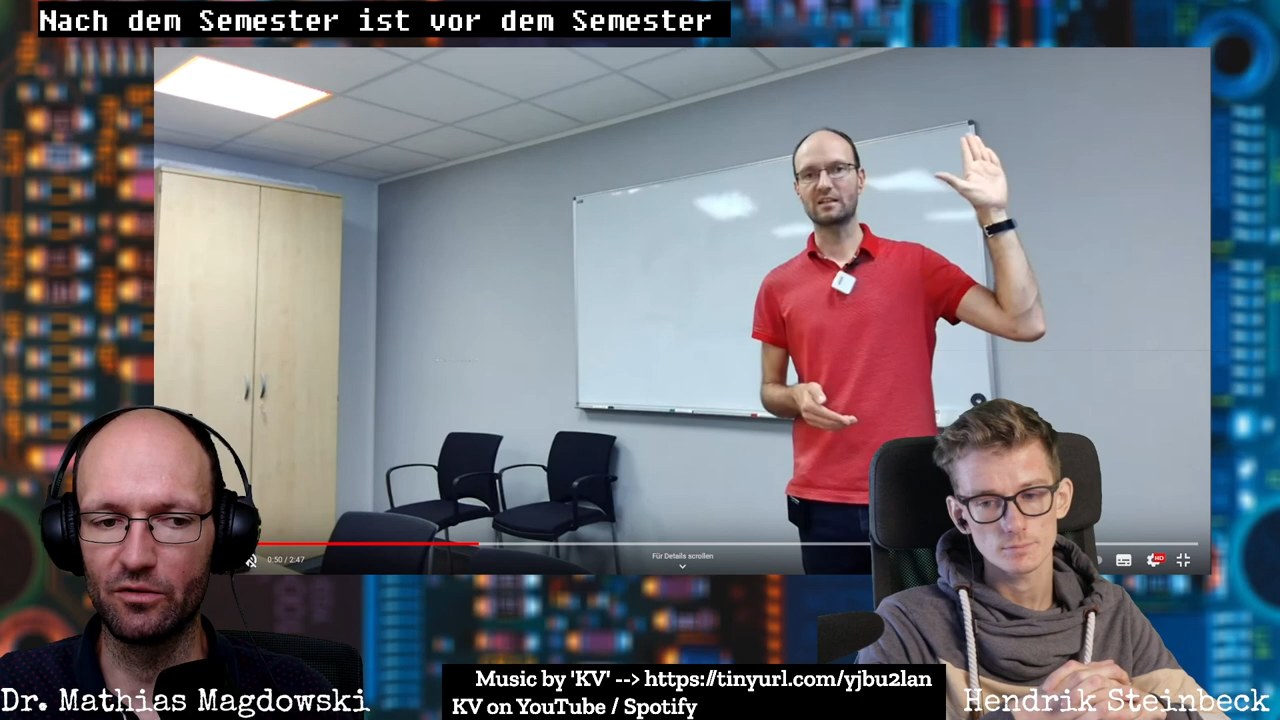 Nach dem Semester ist vor dem Semester
0:50 / 2:47
Für Details scrollen
HD
Music by 'KV' --> https://tinyurl.com/yjbu2lan
KV on YouTube / Spotify
Dr. Mathias Magdowski
Hendrik Steinbeck